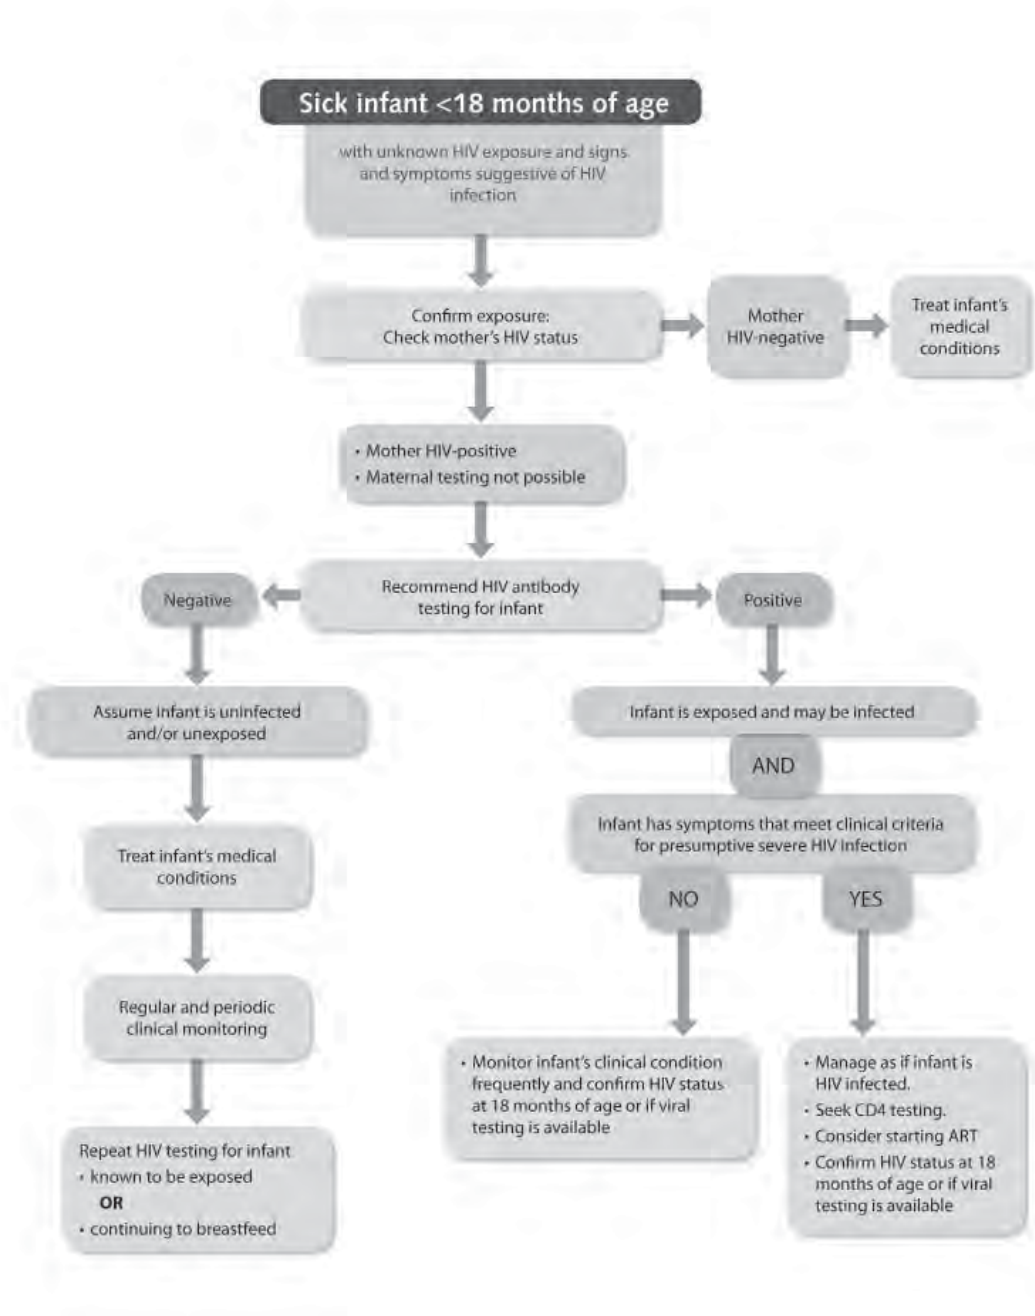 Sick infant <18 months of age
with unknown HIV exposure and signs
and symptoms suggestive of HIV
infection
Confirm exposure:
Check mother's HIV status
Mother
HIV-negative
Treat infant's
medical
conditions
• Mother HIV-positive
• Maternal testing not possible
Recommend HIV antibody
testing for infant
Negative
Positive
Assume infant is uninfected
and/or unexposed
Treat infant's medical
conditions
Regular and periodic
clinical monitoring
Repeat HIV testing for infant
• known to be exposed
OR
• continuing to breastfeed
Infant is exposed and may be infected
AND
Infant has symptoms that meet clinical criteria
for presumptive severe HIV infection
NO
YES
• Monitor infant's clinical condition
frequently and confirm HIV status
at 18 months of age or if viral
testing is available
• Manage as if infant is
HIV infected.
• Seek CD4 testing.
• Consider starting ART
• Confirm HIV status at 18
months of age or if viral
testing is available